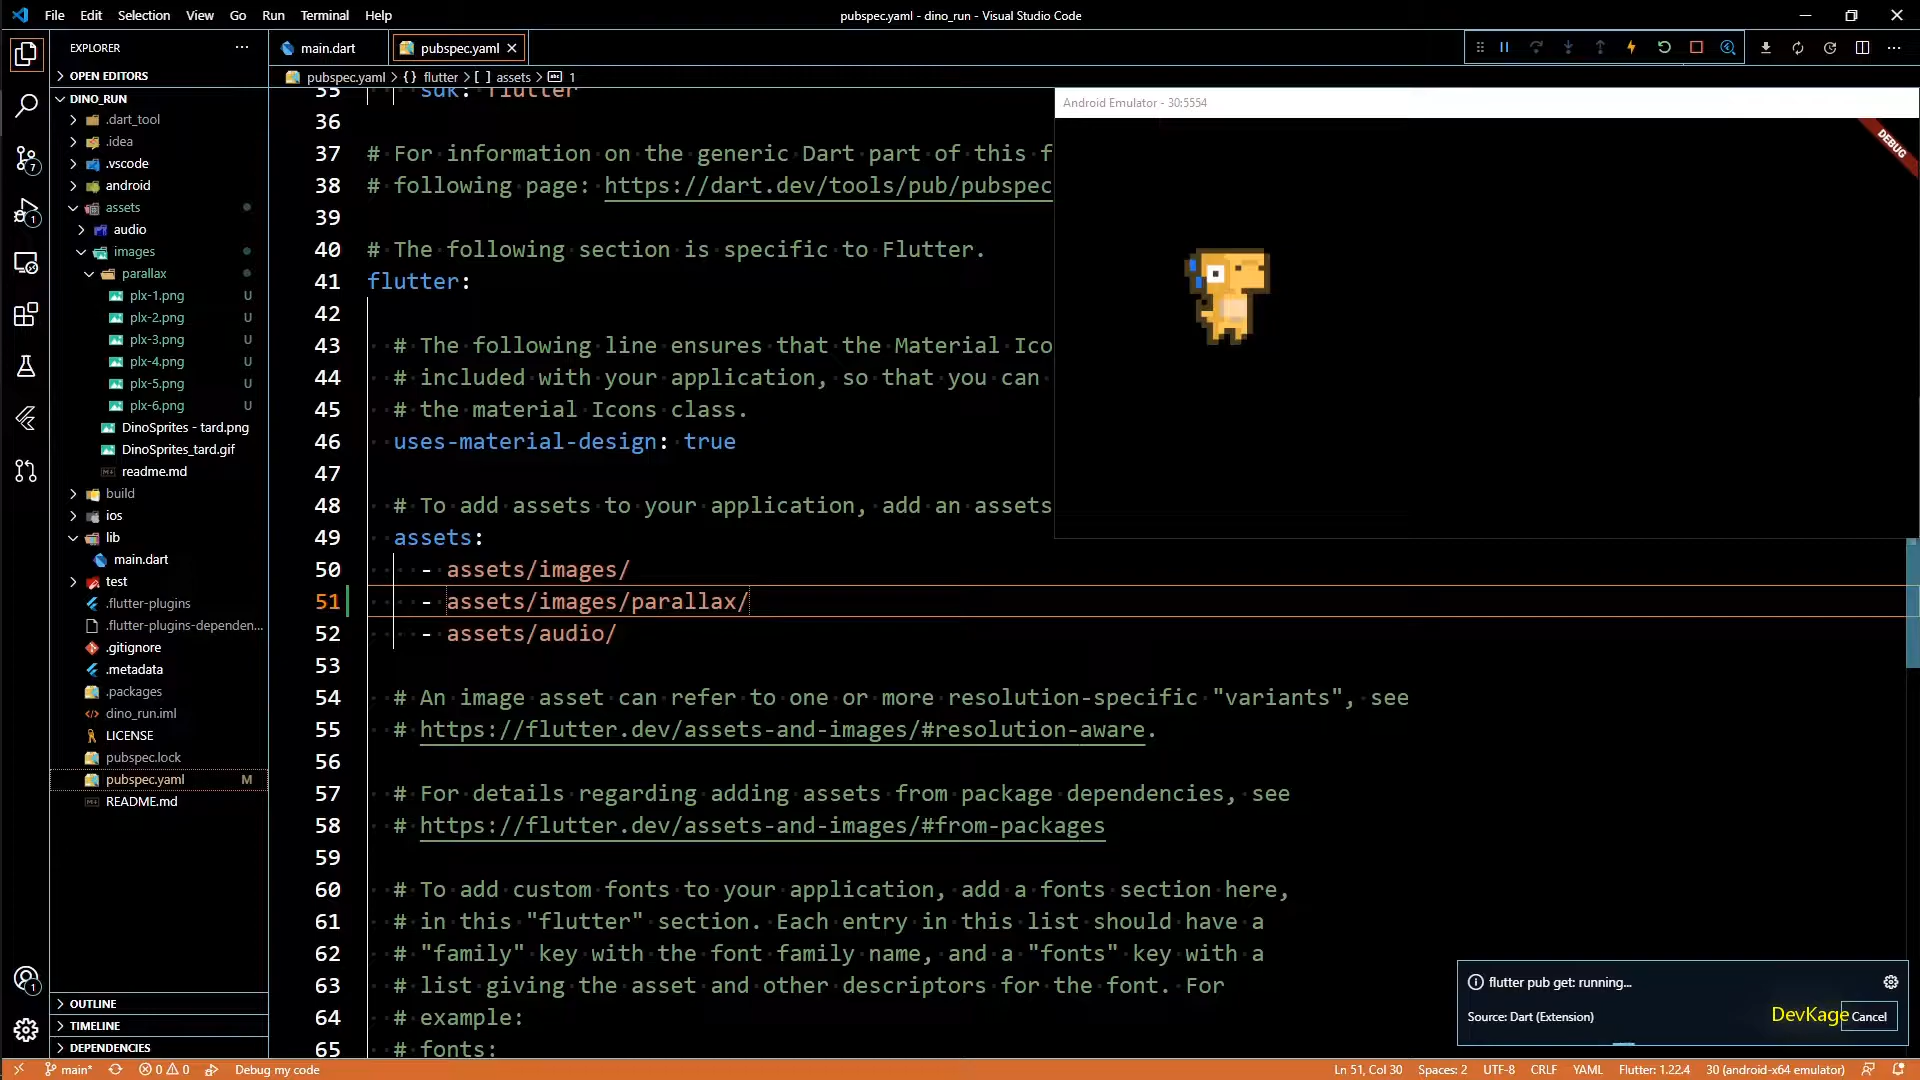 File Edit Selection View Go Run Terminal Help
pubspec.yaml - dino_run - Visual Studio Code
EXPLORER
OPEN EDITORS
DINO_RUN
.dart_tool
.idea
.vscode
android
assets
audio
images
parallax
plx-1.png U
plx-2.png U
plx-3.png U
plx-4.png U
plx-5.png U
plx-6.png U
DinoSprites - tard.png
DinoSprites_tard.gif
readme.md
build
ios
lib
main.dart
test
.flutter-plugins
.flutter-plugins-dependen...
.gitignore
.metadata
.packages
dino_run.iml
LICENSE
pubspec.lock
pubspec.yaml M
README.md
OUTLINE
TIMELINE
DEPENDENCIES
7
1
1
main.dart
pubspec.yaml
pubspec.yaml > {} flutter > [ ] assets > abc 1
35 sdk: flutter
36
37 # For information on the generic Dart part of this f
38 # following page: https://dart.dev/tools/pub/pubspec
39
40 # The following section is specific to Flutter.
41 flutter:
42
43 # The following line ensures that the Material Ico
44 # included with your application, so that you can
45 # the material Icons class.
46 uses-material-design: true
47
48 # To add assets to your application, add an assets
49 assets:
50 - assets/images/
51 - assets/images/parallax/
52 - assets/audio/
53
54 # An image asset can refer to one or more resolution-specific "variants", see
55 # https://flutter.dev/assets-and-images/#resolution-aware.
56
57 # For details regarding adding assets from package dependencies, see
58 # https://flutter.dev/assets-and-images/#from-packages
59
60 # To add custom fonts to your application, add a fonts section here,
61 # in this "flutter" section. Each entry in this list should have a
62 # "family" key with the font family name, and a "fonts" key with a
63 # list giving the asset and other descriptors for the font. For
64 # example:
65 # fonts:
Android Emulator - 30:5554
DEBUG
flutter pub get: running...
Source: Dart (Extension)
DevKage
Cancel
main* 0 0 Debug my code
Ln 51, Col 30 Spaces: 2 UTF-8 CRLF YAML Flutter: 1.22.4 30 (android-x64 emulator)